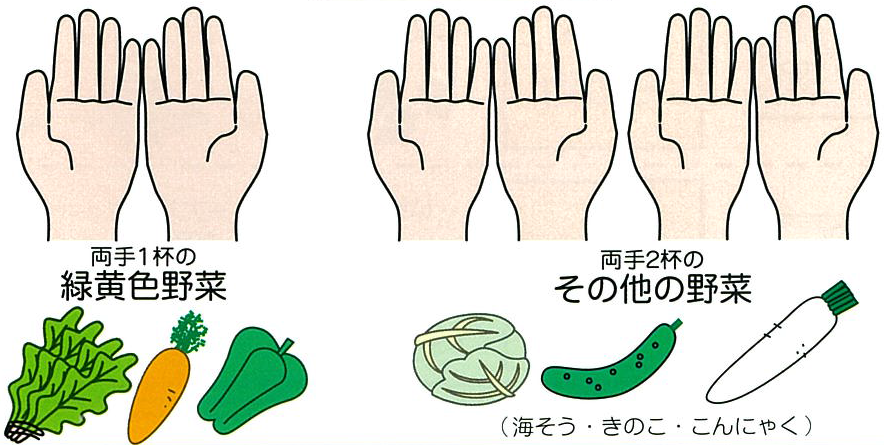 両手1杯の
緑黄色野菜
両手2杯の
その他の野菜
（海そう・きのこ・こんにゃく）